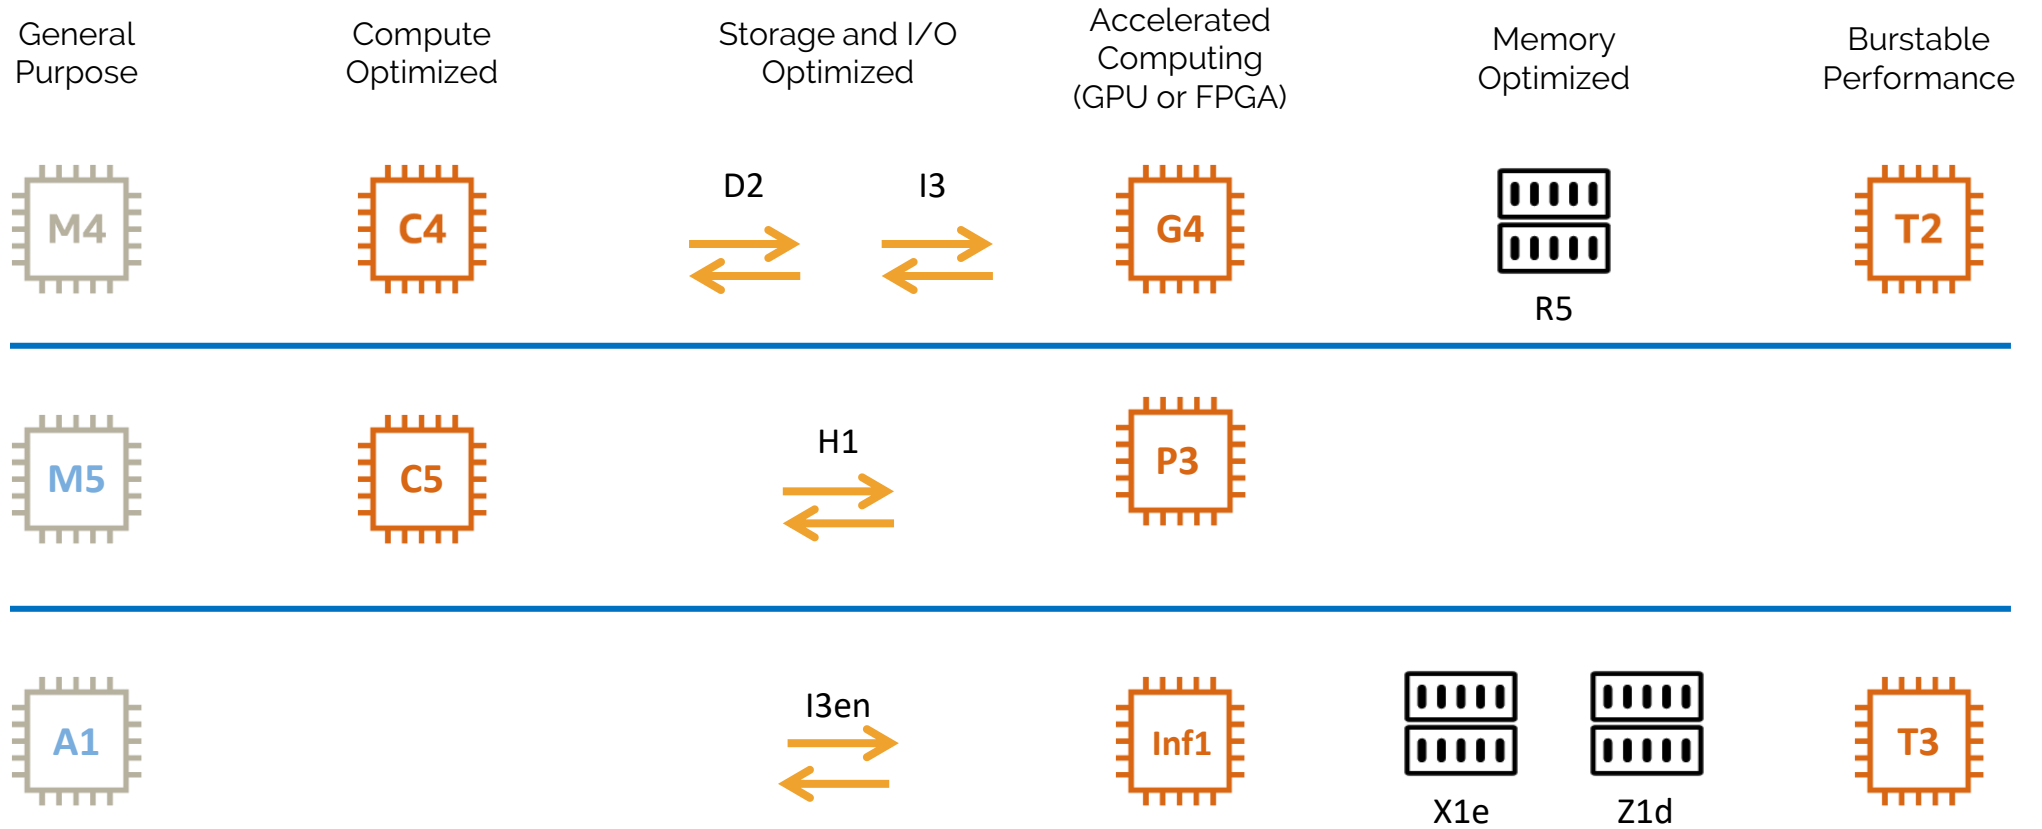 General
Purpose
Compute
Optimized
Storage and I/O
Optimized
Accelerated
Computing
(GPU or FPGA)
Memory
Optimized
Burstable
Performance
M4
C4
D2
I3
G4
R5
T2
M5
C5
H1
P3
A1
I3en
Inf1
X1e
Z1d
T3